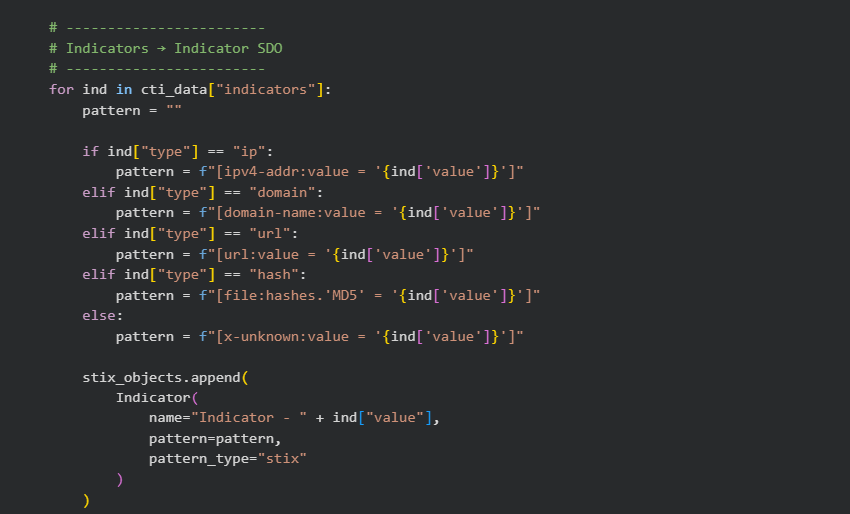 # ------------------------
# Indicators → Indicator SDO
# ------------------------
for ind in cti_data["indicators"]:
    pattern = ""

    if ind["type"] == "ip":
        pattern = f"[ipv4-addr:value = '{ind['value']}']"
    elif ind["type"] == "domain":
        pattern = f"[domain-name:value = '{ind['value']}']"
    elif ind["type"] == "url":
        pattern = f"[url:value = '{ind['value']}']"
    elif ind["type"] == "hash":
        pattern = f"[file:hashes.'MD5' = '{ind['value']}']"
    else:
        pattern = f"[x-unknown:value = '{ind['value']}']"

    stix_objects.append(
        Indicator(
            name="Indicator - " + ind["value"],
            pattern=pattern,
            pattern_type="stix"
        )
    )